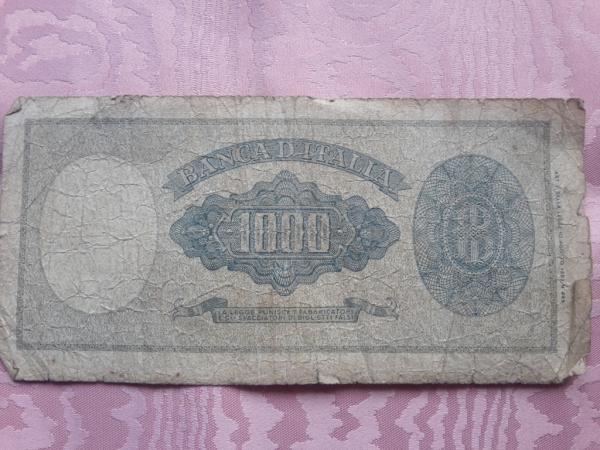 BANCA D'ITALIA
1000
LA LEGGE PUNISCE I FABBRICATORI
E GLI SPACCIATORI DI BIGLIETTI FALSI